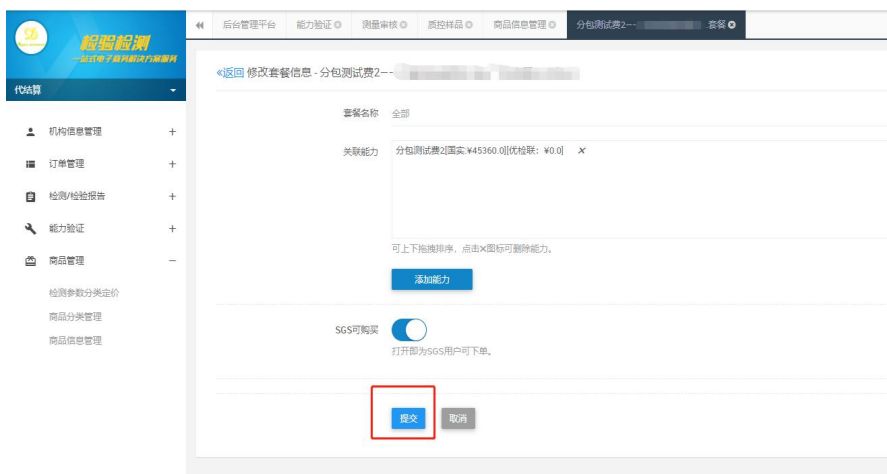 后台管理平台 能力验证 测量审核 质控样品 商品信息管理 分包测试费2-- .套餐
检验检测
一站式电子商务解决方案服务
代结算
机构信息管理
订单管理
检测/检验报告
能力验证
商品管理
检测参数分类定价
商品分类管理
商品信息管理
«返回 修改套餐信息 - 分包测试费2--
套餐名称 全部
关联能力 分包测试费2[国实:¥45360.0][优检联：¥0.0] ×
可上下拖拽排序，点击×图标可删除能力。
添加能力
SGS可购买
打开即为SGS用户可下单。
提交 取消